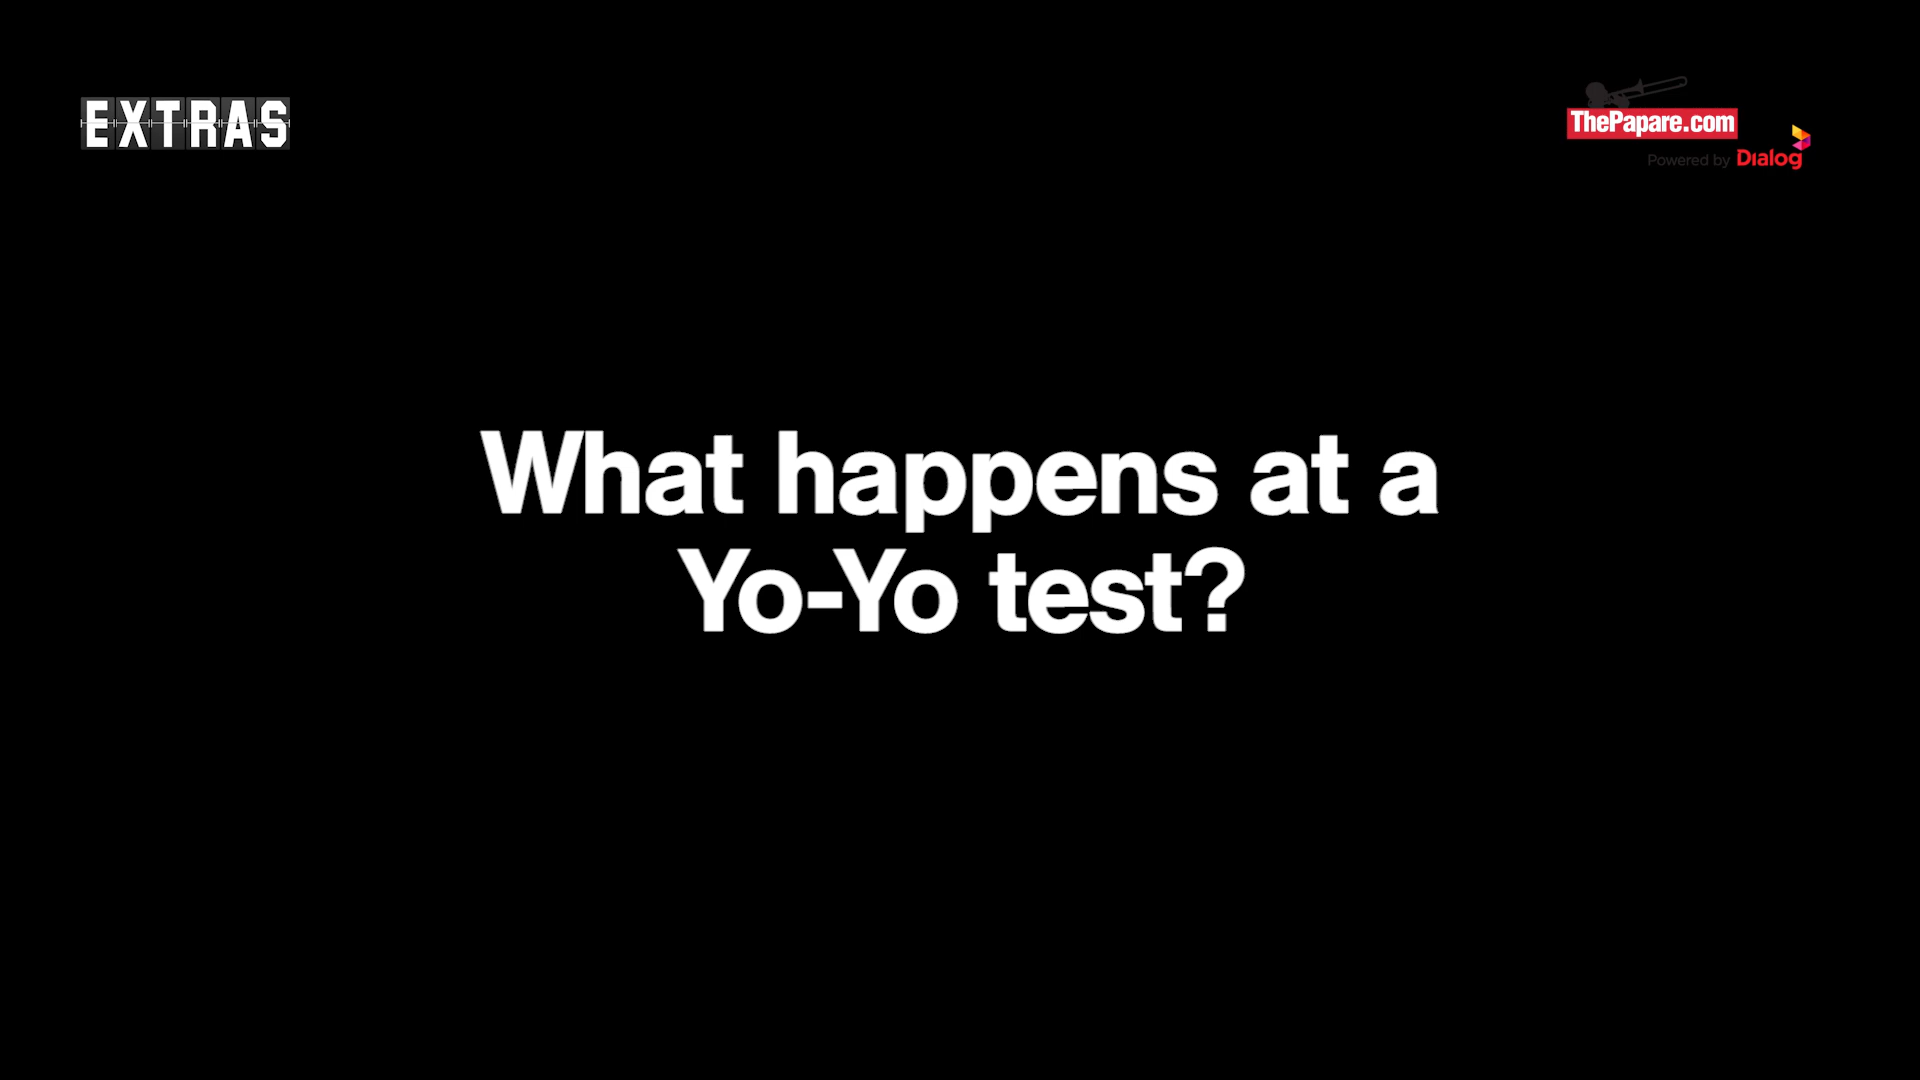 EXTRAS
ThePapare.com
Powered by Dialog
What happens at a
Yo-Yo test?